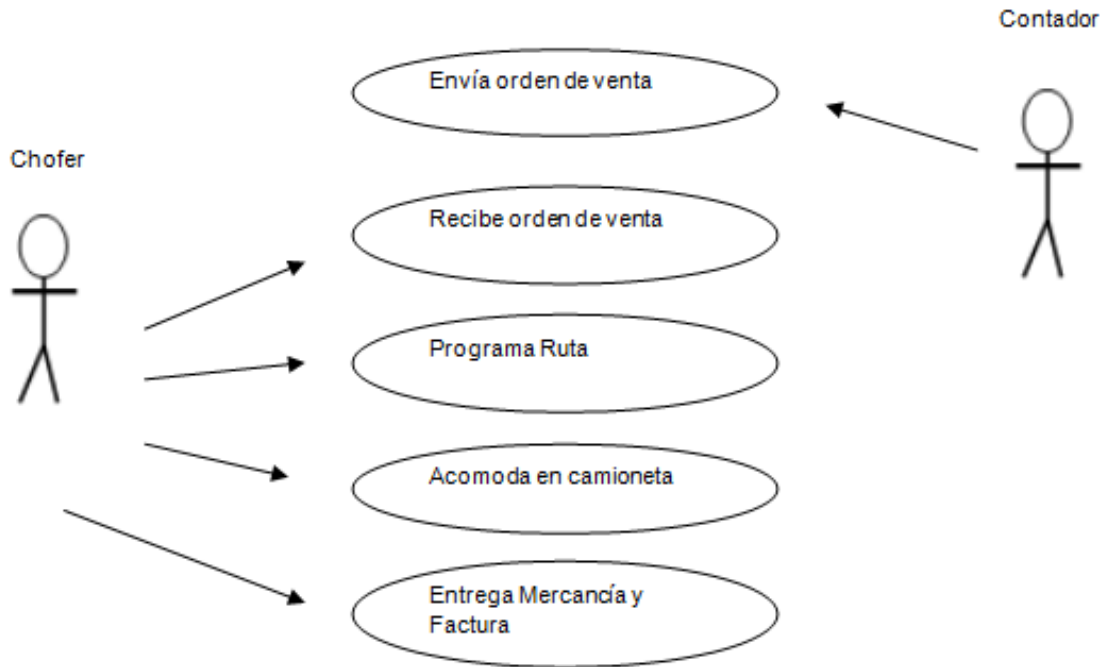 Contador
Envía orden de venta
Chofer
Recibe orden de venta
Programa Ruta
Acomoda en camioneta
Entrega Mercancía y
Factura